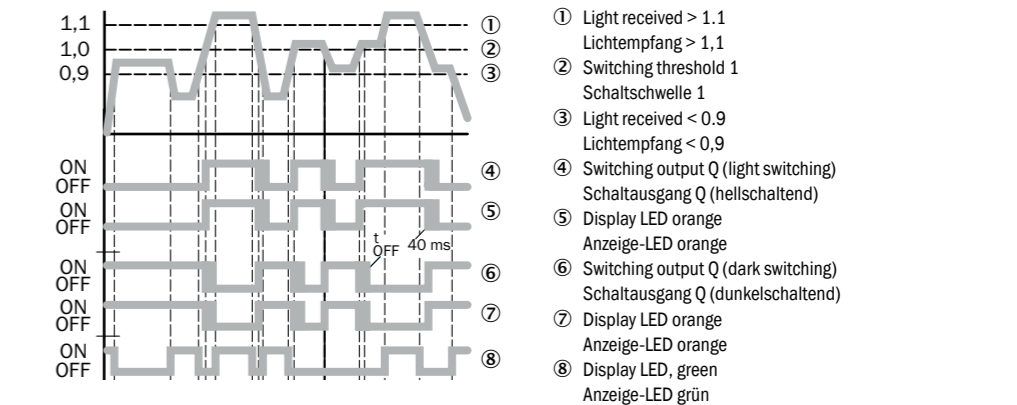 1,1 ①
1,0 ②
0,9 ③
ON
OFF ④
ON
OFF ⑤
t
OFF 40 ms
ON
OFF ⑥
ON
OFF ⑦
ON
OFF ⑧
① Light received > 1.1
Lichtempfang > 1,1
② Switching threshold 1
Schaltschwelle 1
③ Light received < 0.9
Lichtempfang < 0,9
④ Switching output Q (light switching)
Schaltausgang Q (hellschaltend)
⑤ Display LED orange
Anzeige-LED orange
⑥ Switching output Q (dark switching)
Schaltausgang Q (dunkelschaltend)
⑦ Display LED orange
Anzeige-LED orange
⑧ Display LED, green
Anzeige-LED grün